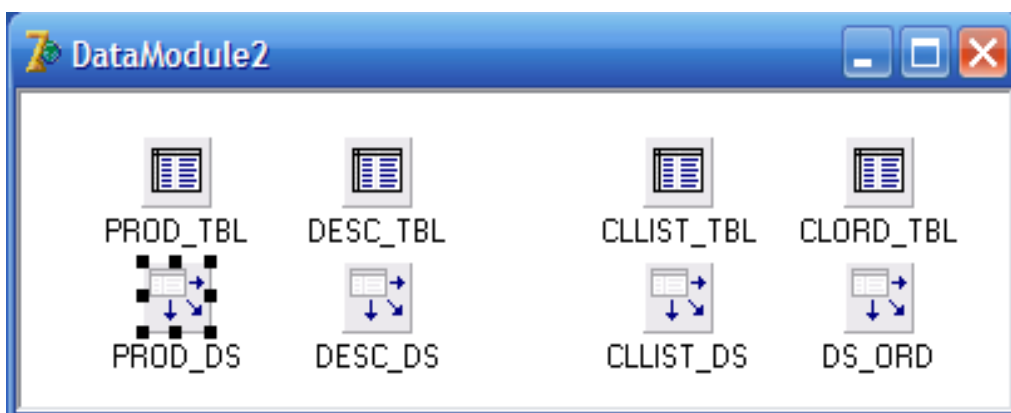 DataModule2
PROD_TBL DESC_TBL CLLIST_TBL CLORD_TBL
PROD_DS DESC_DS CLLIST_DS DS_ORD